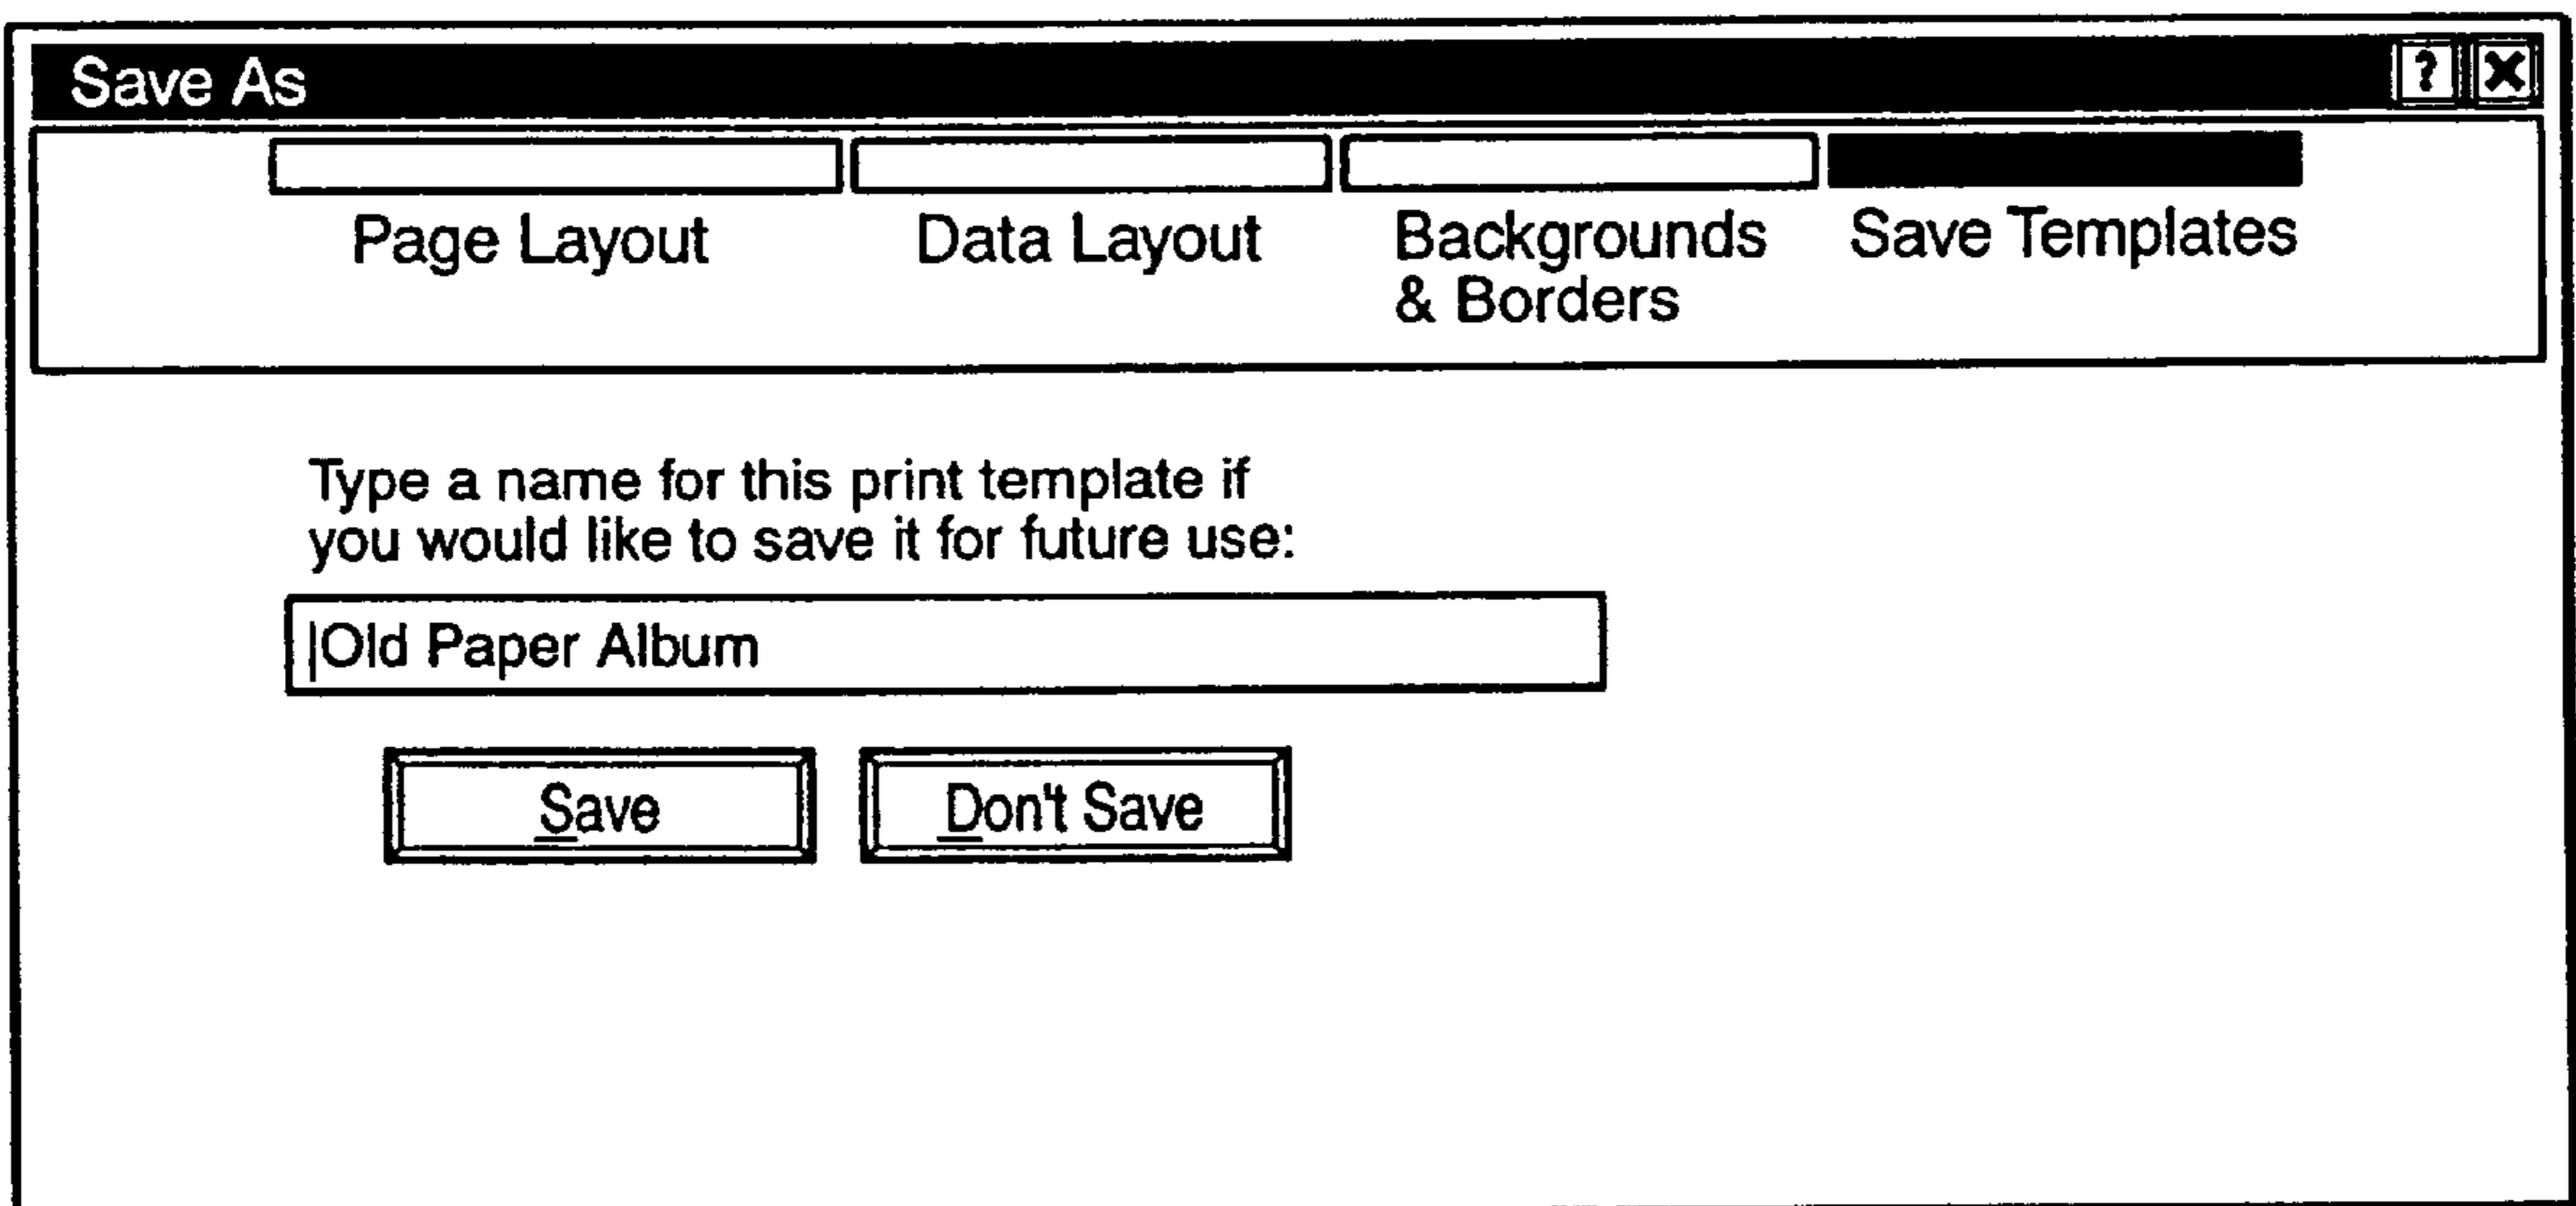 Save As ? X
Page Layout Data Layout Backgrounds Save Templates
& Borders
Type a name for this print template if
you would like to save it for future use:
Old Paper Album
Save Don't Save